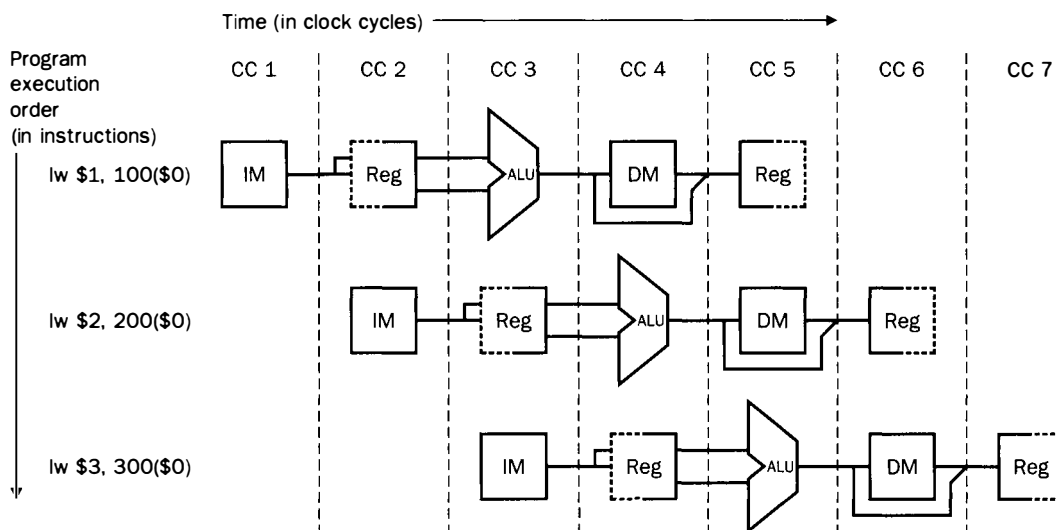 Time (in clock cycles)
Program
execution
order
(in instructions)
CC 1 CC 2 CC 3 CC 4 CC 5 CC 6 CC 7
lw $1, 100($0) IM Reg ALU DM Reg
lw $2, 200($0) IM Reg ALU DM Reg
lw $3, 300($0) IM Reg ALU DM Reg